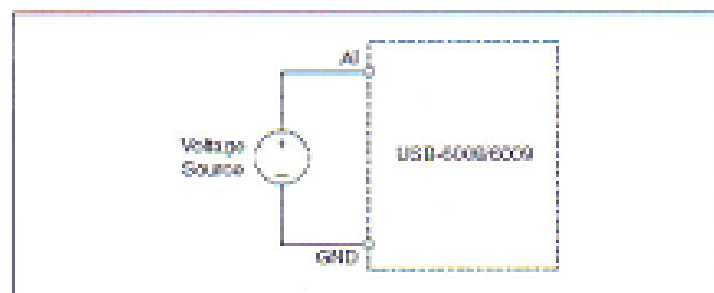 AI
Voltage
Source
USB-6008/6009
GND